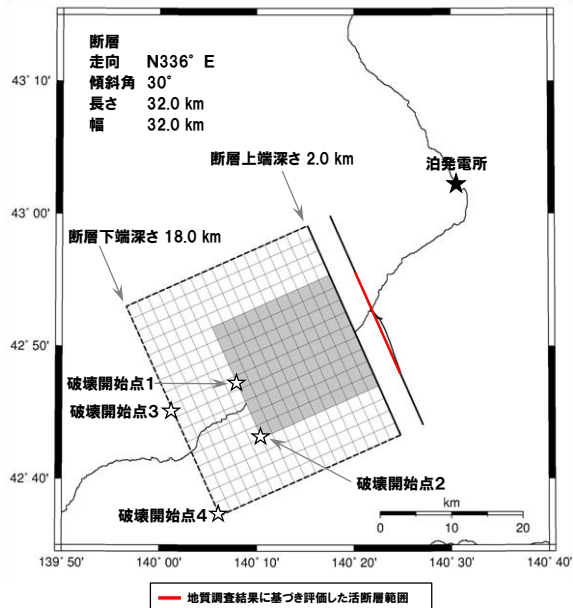 断層
走向 N336°E
傾斜角 30°
長さ 32.0 km
幅 32.0 km
43°10'
断層上端深さ 2.0 km
泊発電所
43°00'
断層下端深さ 18.0 km
42°50'
破壊開始点1
破壊開始点3
42°40'
破壊開始点2
破壊開始点4
km
0 10 20
139°50' 140°00' 140°10' 140°20' 140°30' 140°40'
地質調査結果に基づき評価した活断層範囲